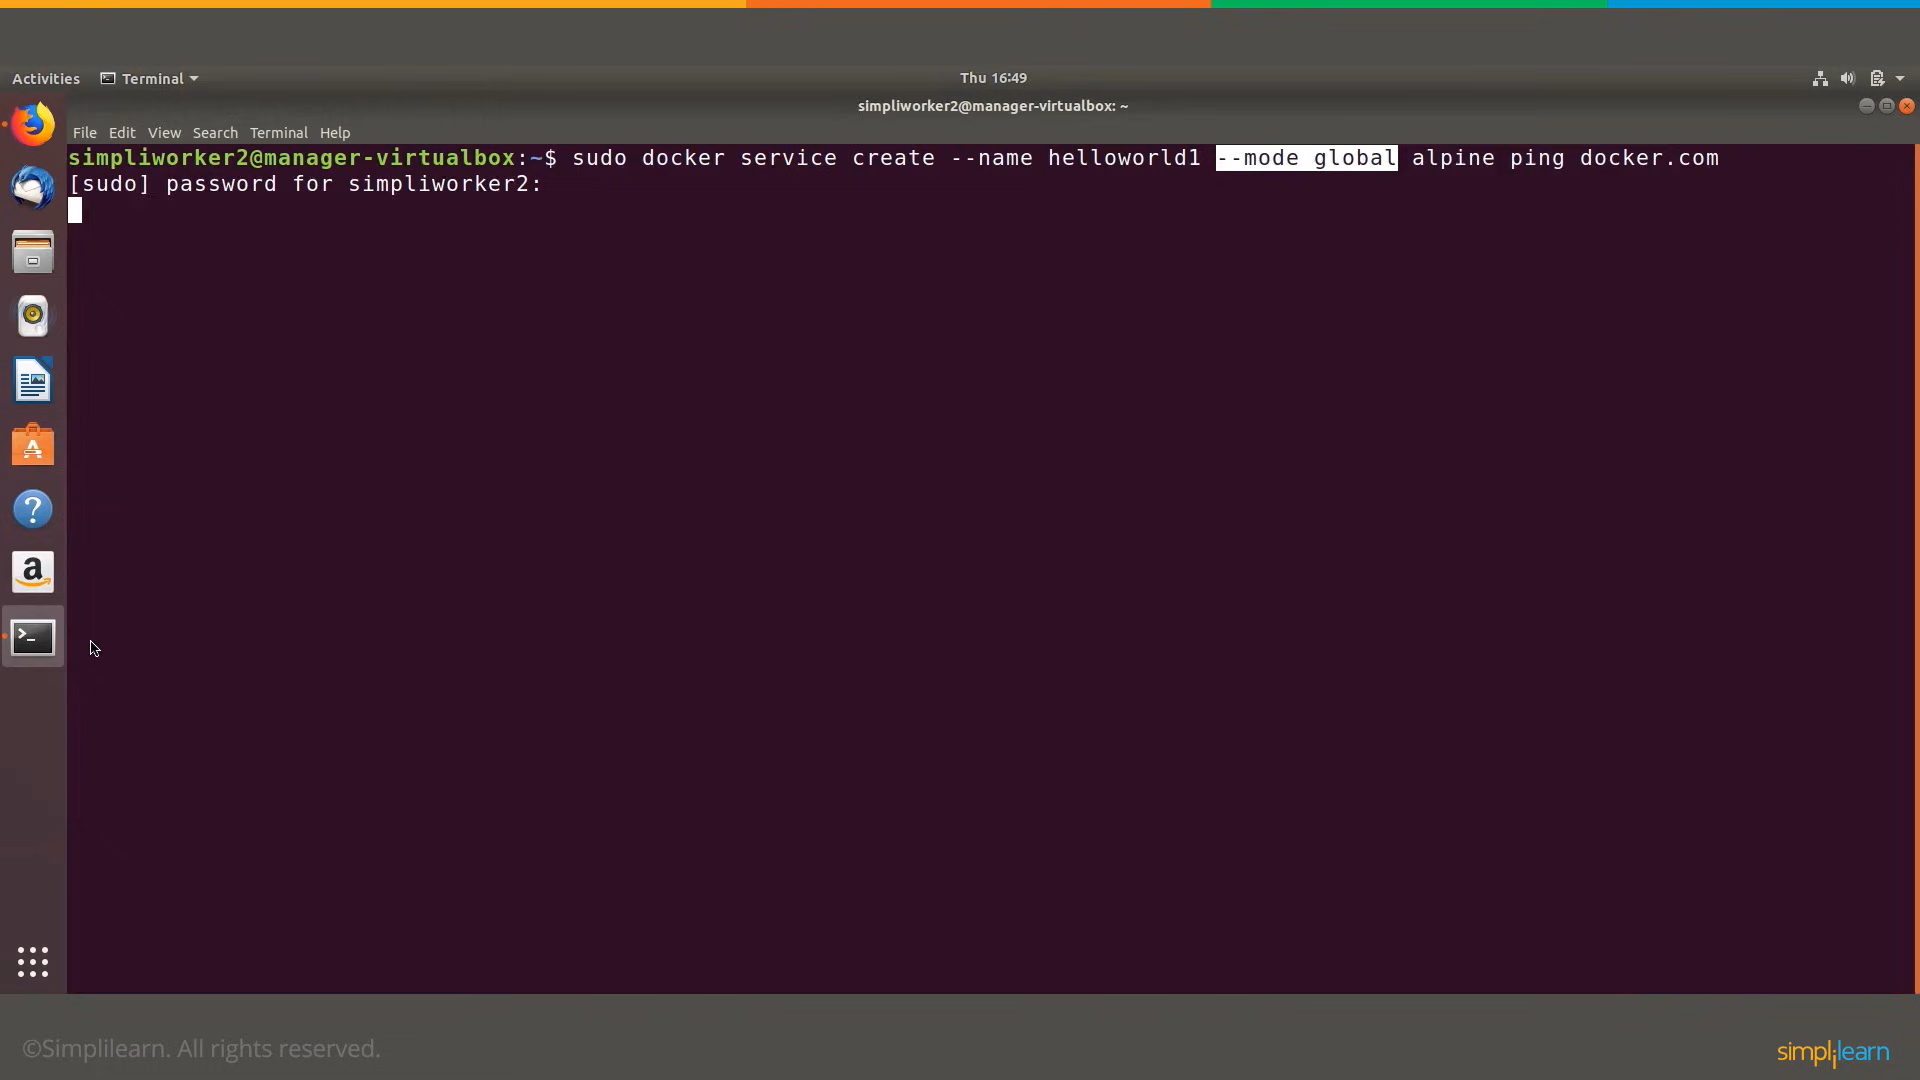 Activities Terminal Thu 16:49
simpliworker2@manager-virtualbox: ~
File Edit View Search Terminal Help
simpliworker2@manager-virtualbox:~$ sudo docker service create --name helloworld1 --mode global alpine ping docker.com
[sudo] password for simpliworker2:
©Simplilearn. All rights reserved.
simplilearn